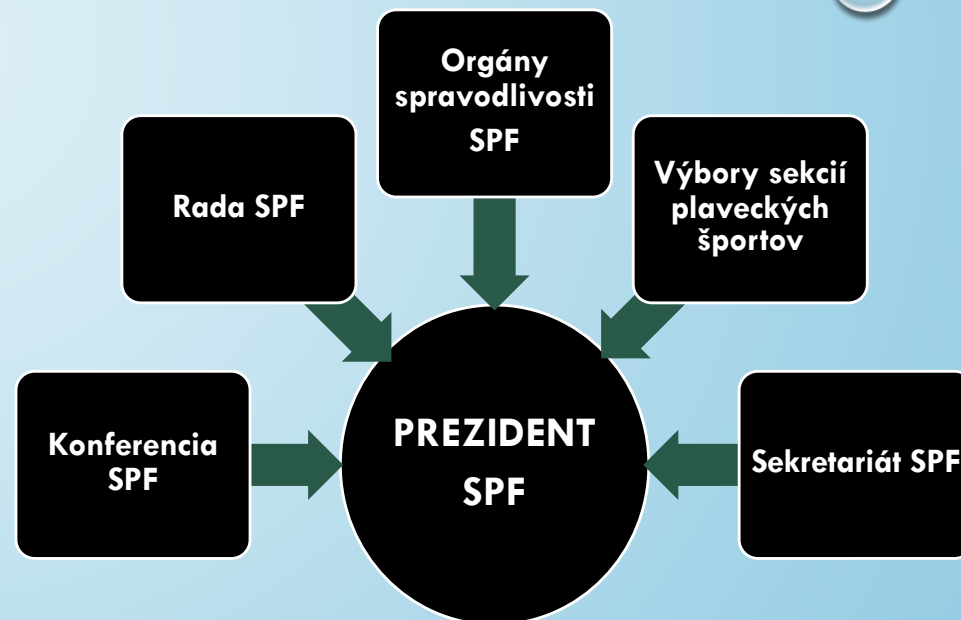 Orgány
spravodlivosti
SPF
Rada SPF
Výbory sekcií
plaveckých
športov
Konferencia
SPF
PREZIDENT
SPF
Sekretariát SPF